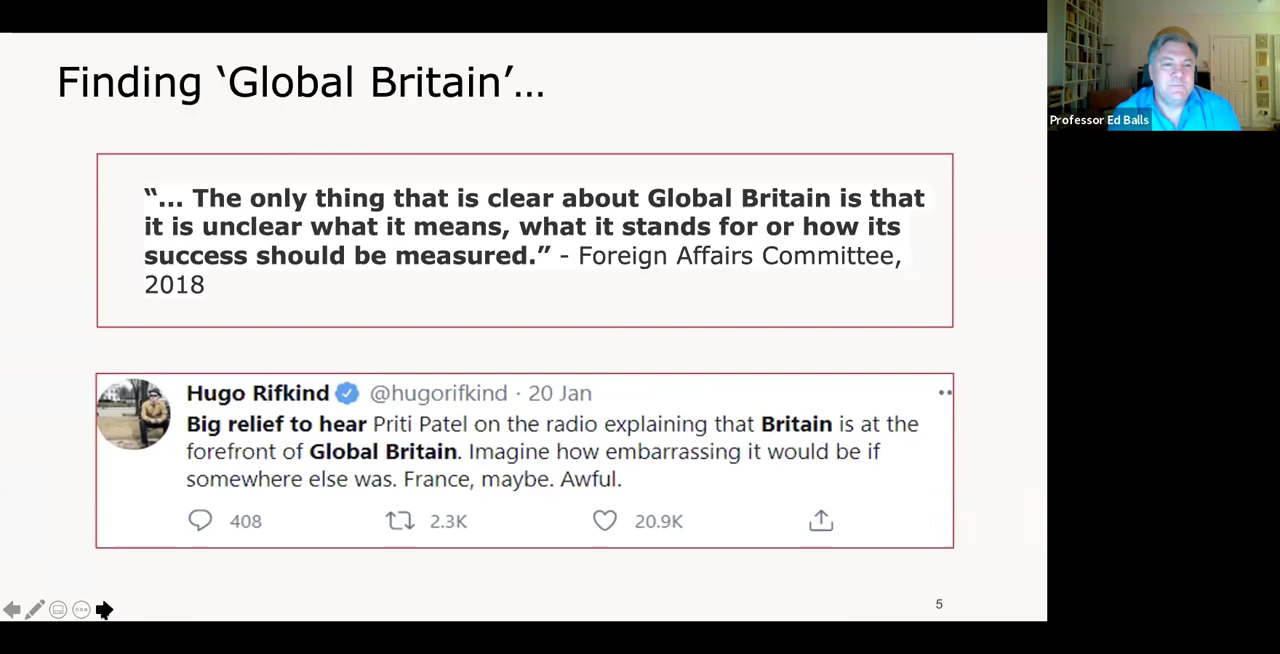 Finding ‘Global Britain’...
“... The only thing that is clear about Global Britain is that
it is unclear what it means, what it stands for or how its
success should be measured.” - Foreign Affairs Committee,
2018
Hugo Rifkind @hugorifkind · 20 Jan
Big relief to hear Priti Patel on the radio explaining that Britain is at the
forefront of Global Britain. Imagine how embarrassing it would be if
somewhere else was. France, maybe. Awful.
408 2.3K 20.9K
5
Professor Ed Balls